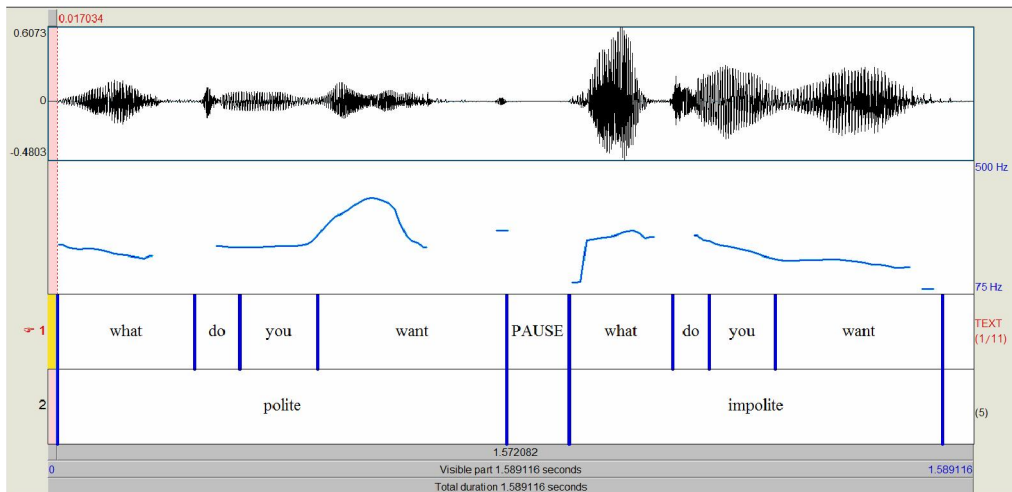 0.017034
0.6073
0
-0.4803
500 Hz
75 Hz
1 what do you want PAUSE what do you want TEXT (1/11)
2 polite impolite (5)
1.572082
0 Visible part 1.589116 seconds 1.589116
Total duration 1.589116 seconds